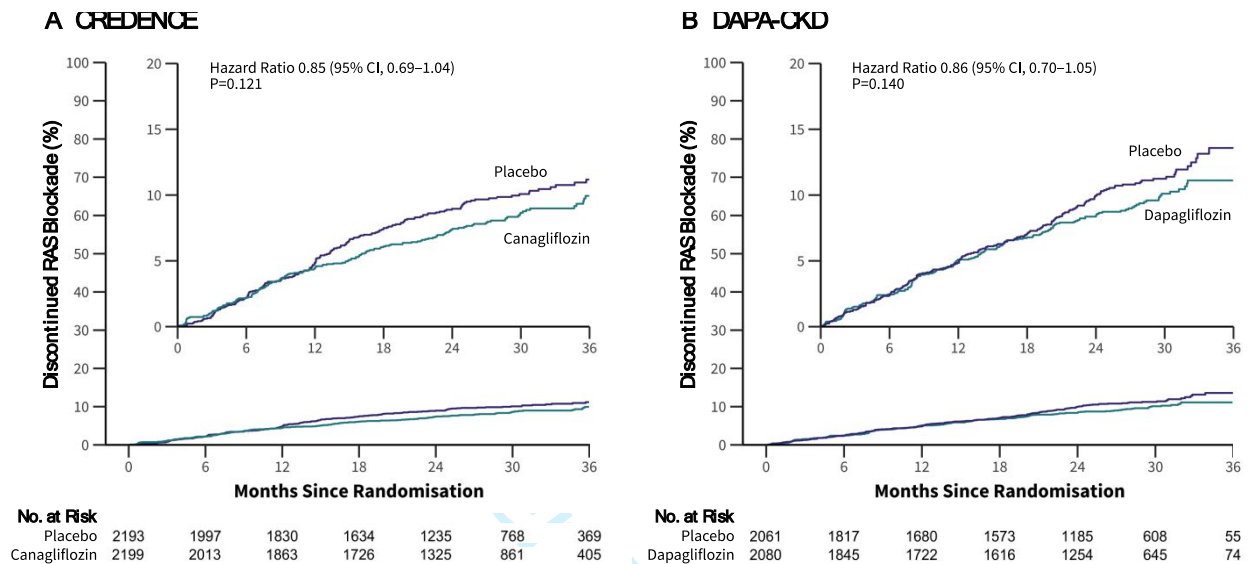 A CREDENCE
Discontinued RAS Blockade (%)
100
90
80
70
60
50
40
30
20
10
0
20
15
10
5
0
Hazard Ratio 0.85 (95% CI, 0.69–1.04)
P=0.121
Placebo
Canagliflozin
0 6 12 18 24 30 36
0 6 12 18 24 30 36
Months Since Randomisation
No. at Risk
Placebo 2193 1997 1830 1634 1235 768 369
Canagliflozin 2199 2013 1863 1726 1325 861 405
B DAPA-CKD
Discontinued RAS Blockade (%)
100
90
80
70
60
50
40
30
20
10
0
20
15
10
5
0
Hazard Ratio 0.86 (95% CI, 0.70–1.05)
P=0.140
Placebo
Dapagliflozin
0 6 12 18 24 30 36
0 6 12 18 24 30 36
Months Since Randomisation
No. at Risk
Placebo 2061 1817 1680 1573 1185 608 55
Dapagliflozin 2080 1845 1722 1616 1254 645 74